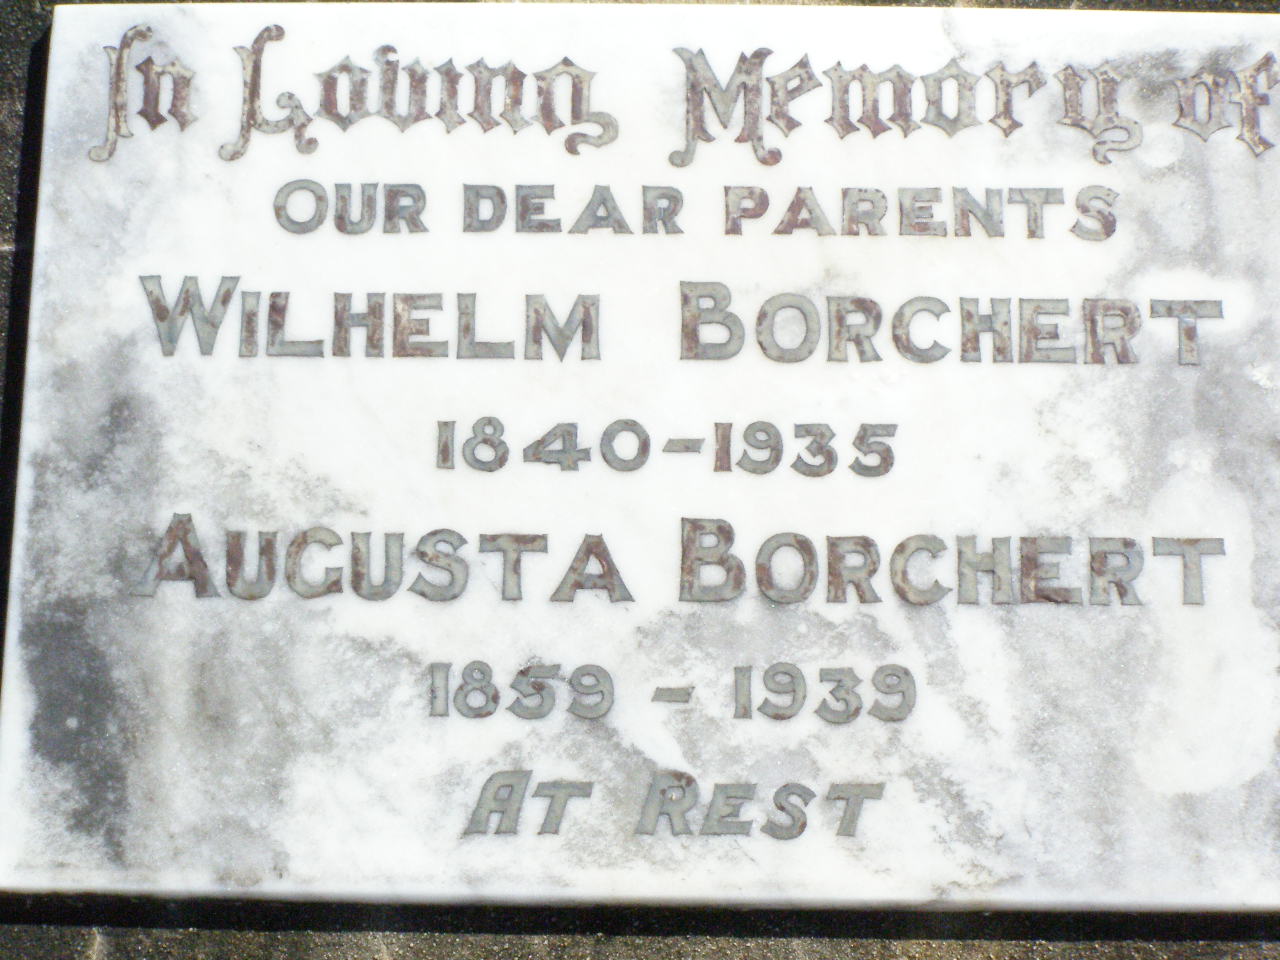 In Loving Memory of
OUR DEAR PARENTS
WILHELM BORCHERT
1840-1935
AUGUSTA BORCHERT
1859-1939
AT REST